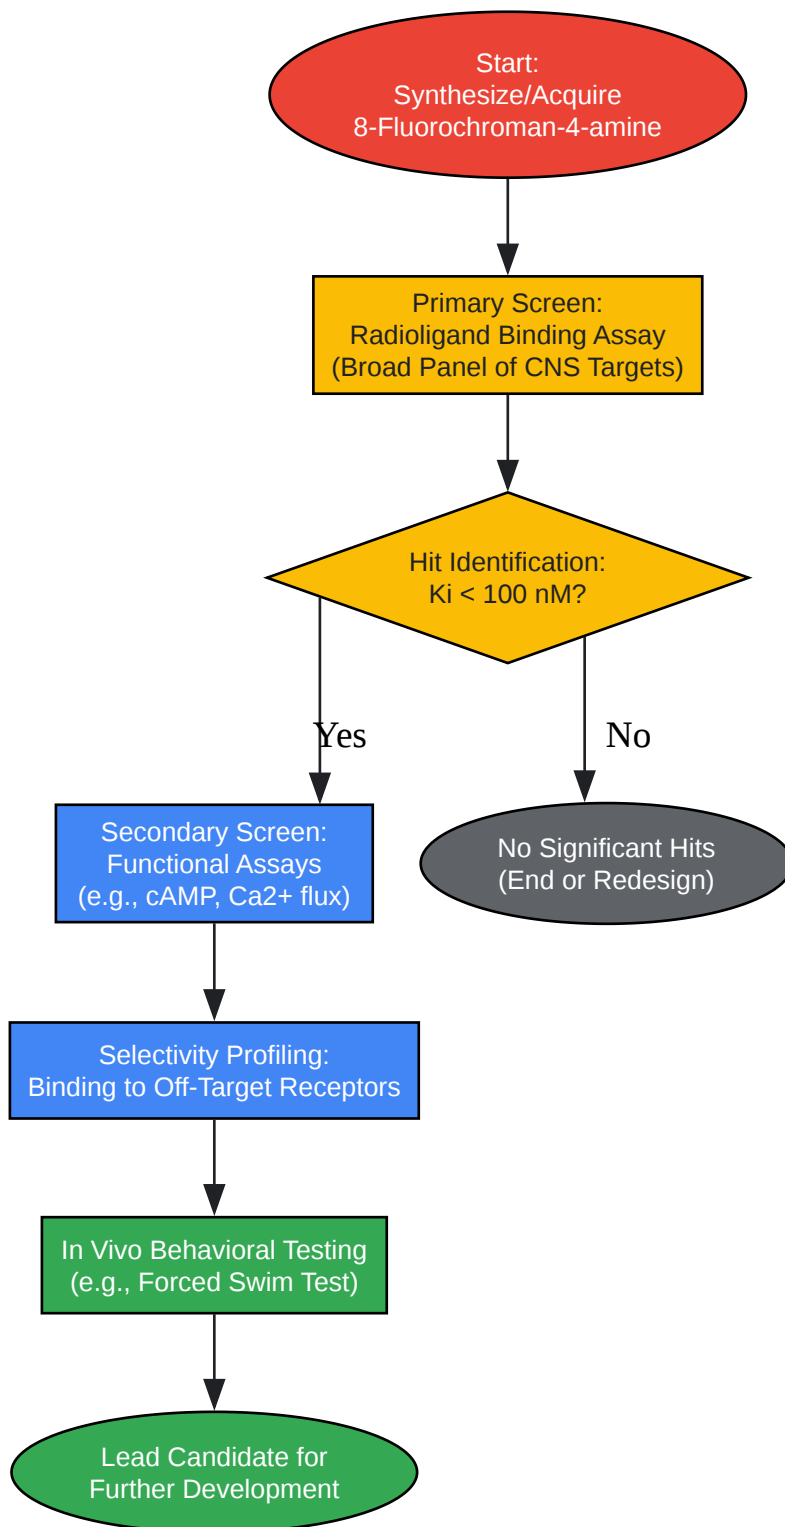 Start:
Synthesize/Acquire
8-Fluorochroman-4-amine
Primary Screen:
Radioligand Binding Assay
(Broad Panel of CNS Targets)
Hit Identification:
Ki < 100 nM?
Yes
No
Secondary Screen:
Functional Assays
(e.g., cAMP, Ca2+ flux)
No Significant Hits
(End or Redesign)
Selectivity Profiling:
Binding to Off-Target Receptors
In Vivo Behavioral Testing
(e.g., Forced Swim Test)
Lead Candidate for
Further Development